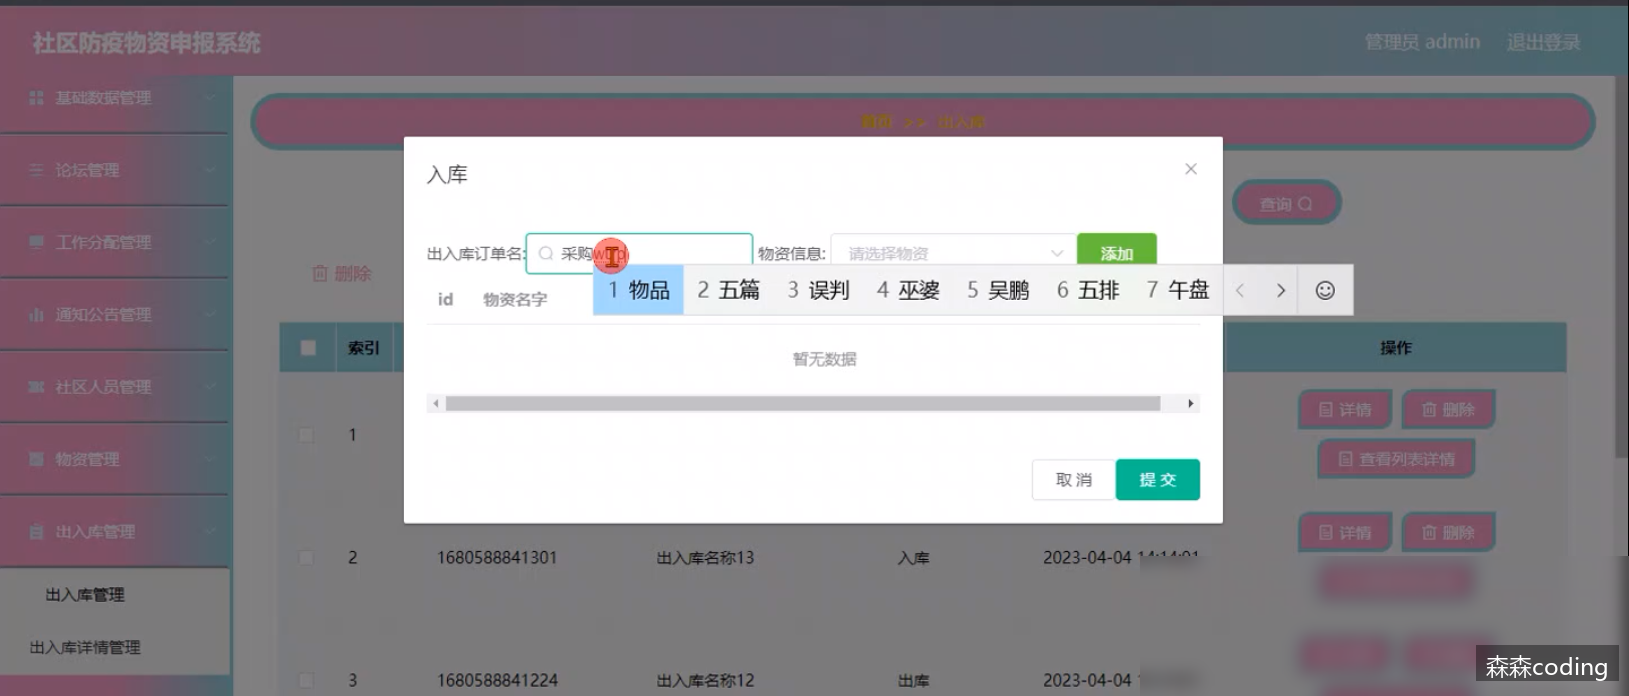 社区防疫物资申报系统
管理员 admin
退出登录
基础数据管理
论坛管理
工作分配管理
通知公告管理
社区人员管理
物资管理
出入库管理
出入库管理
出入库详情管理
首页 >> 出入库
查询
删除
入库
出入库订单名:
采购
物资信息:
请选择物资
添加
1 物品 2 五篇 3 误判 4 巫婆 5 吴鹏 6 五排 7 午盘
id 物资名字
暂无数据
取消 提交
索引 操作
1 详情 删除
查看列表详情
2 1680588841301 出入库名称13 入库 2023-04-04 详情 删除
3 1680588841224 出入库名称12 出库 2023-04-04
森森coding